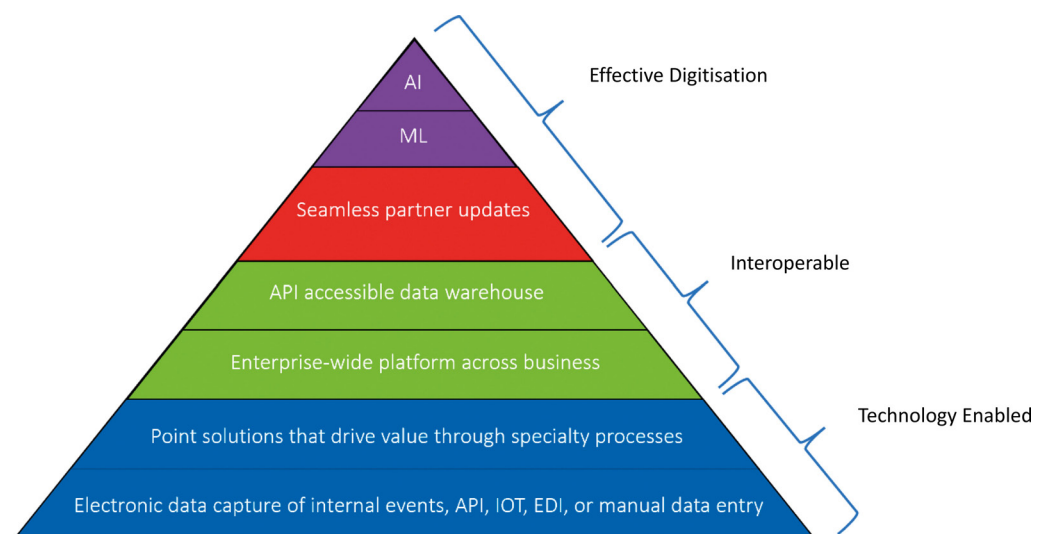 Effective Digitisation
AI
ML
Seamless partner updates
Interoperable
API accessible data warehouse
Enterprise-wide platform across business
Technology Enabled
Point solutions that drive value through specialty processes
Electronic data capture of internal events, API, IOT, EDI, or manual data entry